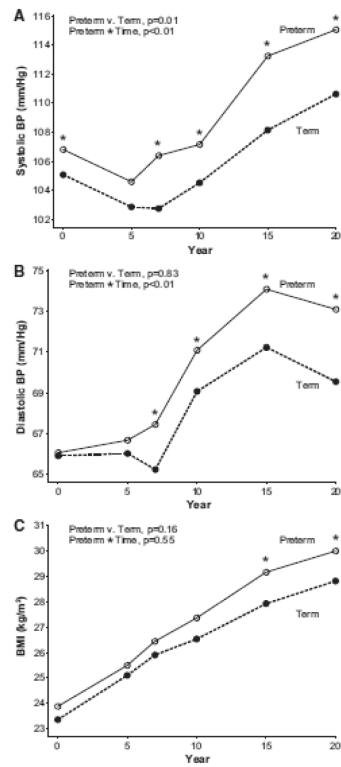 A
Preterm v. Term, p=0.01
Preterm * Time, p<0.01
Systolic BP (mm/Hg)
116
114
112
110
108
106
104
102
*
*
*
*
*
Preterm
Term
0
5
10
15
20
Year
B
Preterm v. Term, p=0.83
Preterm * Time, p<0.01
Diastolic BP (mm/Hg)
75
73
71
69
67
65
*
*
*
*
Preterm
Term
0
5
10
15
20
Year
C
Preterm v. Term, p=0.16
Preterm * Time, p=0.55
BMI (kg/m²)
31
30
29
28
27
26
25
24
23
*
*
Preterm
Term
0
5
10
15
20
Year